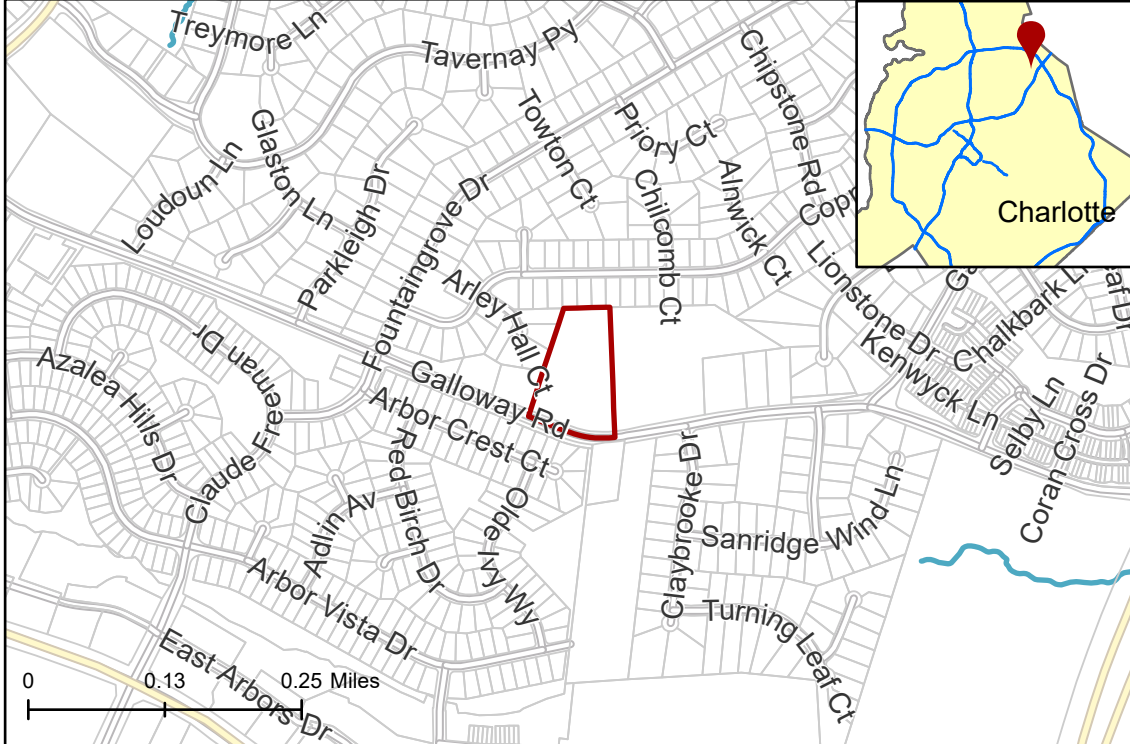 Treymore Ln
Tavernay Py
Chipstone Rd
Glaston Ln
Towton Ct
Priory Ct
Loudoun Ln
Parkleigh Dr
Fountaingrove Dr
Chilcomb Ct
Alnwick Ct
Copp
Charlotte
Lionstone Dr
Ga
Chalkbark Ln
eaf Dr
Arley Hall Ct
Kenwyck Ln
Azalea Hills Dr
Claude Freeman Dr
Galloway Rd
Arbor Crest Ct
Red Birch Dr
Selby Ln
Coran Cross Dr
Adlin Av
Olde Ivy Wy
Claybrooke Dr
Sanridge Wind Ln
Arbor Vista Dr
Turning Leaf Ct
East Arbors Dr
0 0.13 0.25 Miles